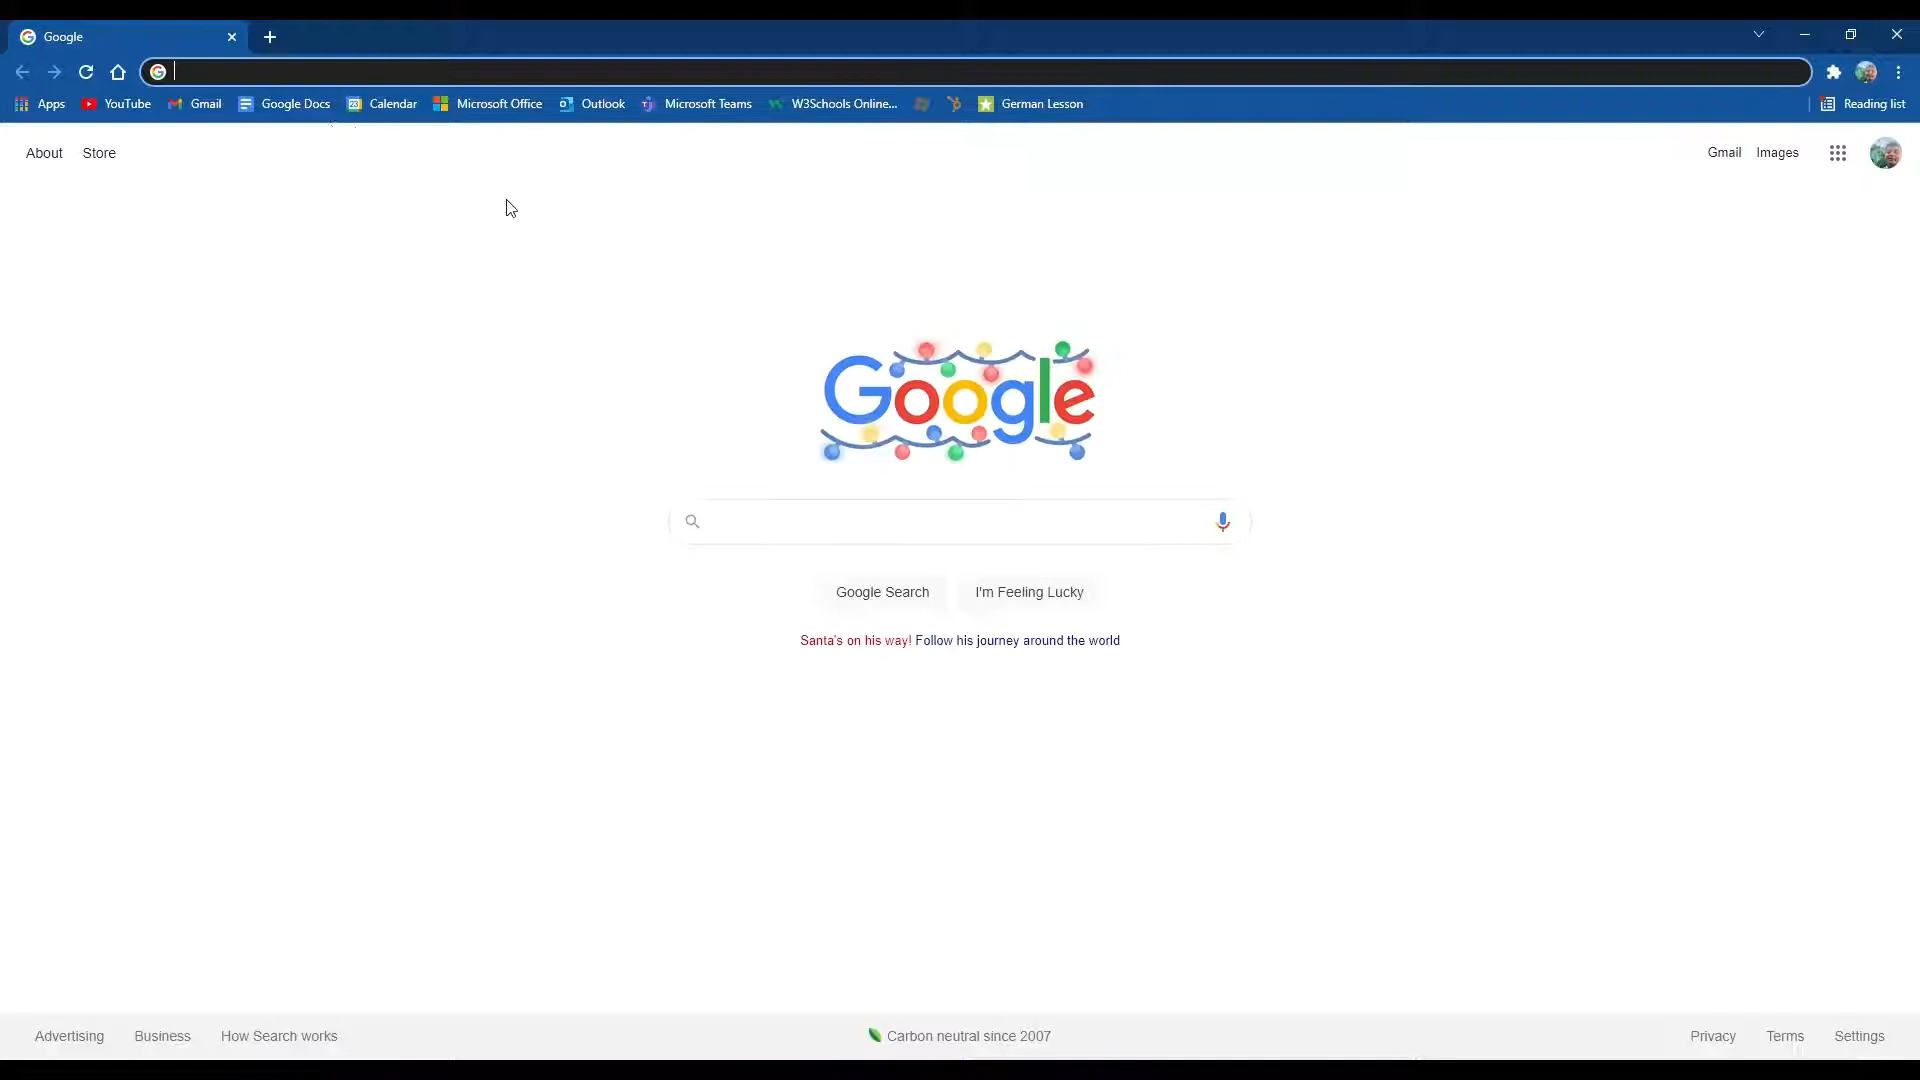 Google
Apps YouTube Gmail Google Docs Calendar Microsoft Office Outlook Microsoft Teams W3Schools Online... German Lesson Reading list
About Store Gmail Images
Google
Google Search I'm Feeling Lucky
Santa's on his way! Follow his journey around the world
Advertising Business How Search works Carbon neutral since 2007 Privacy Terms Settings